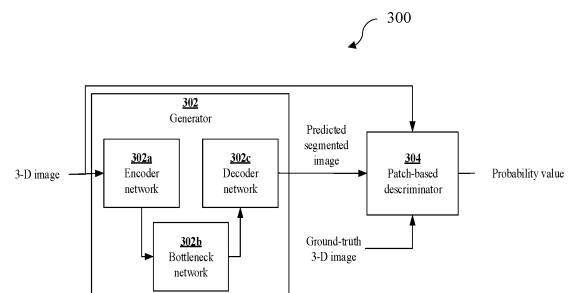 300
302
Generator
302a
Encoder
network
302c
Decoder
network
302b
Bottleneck
network
3-D image
Predicted
segmented
image
304
Patch-based
descriminator
Probability value
Ground-truth
3-D image